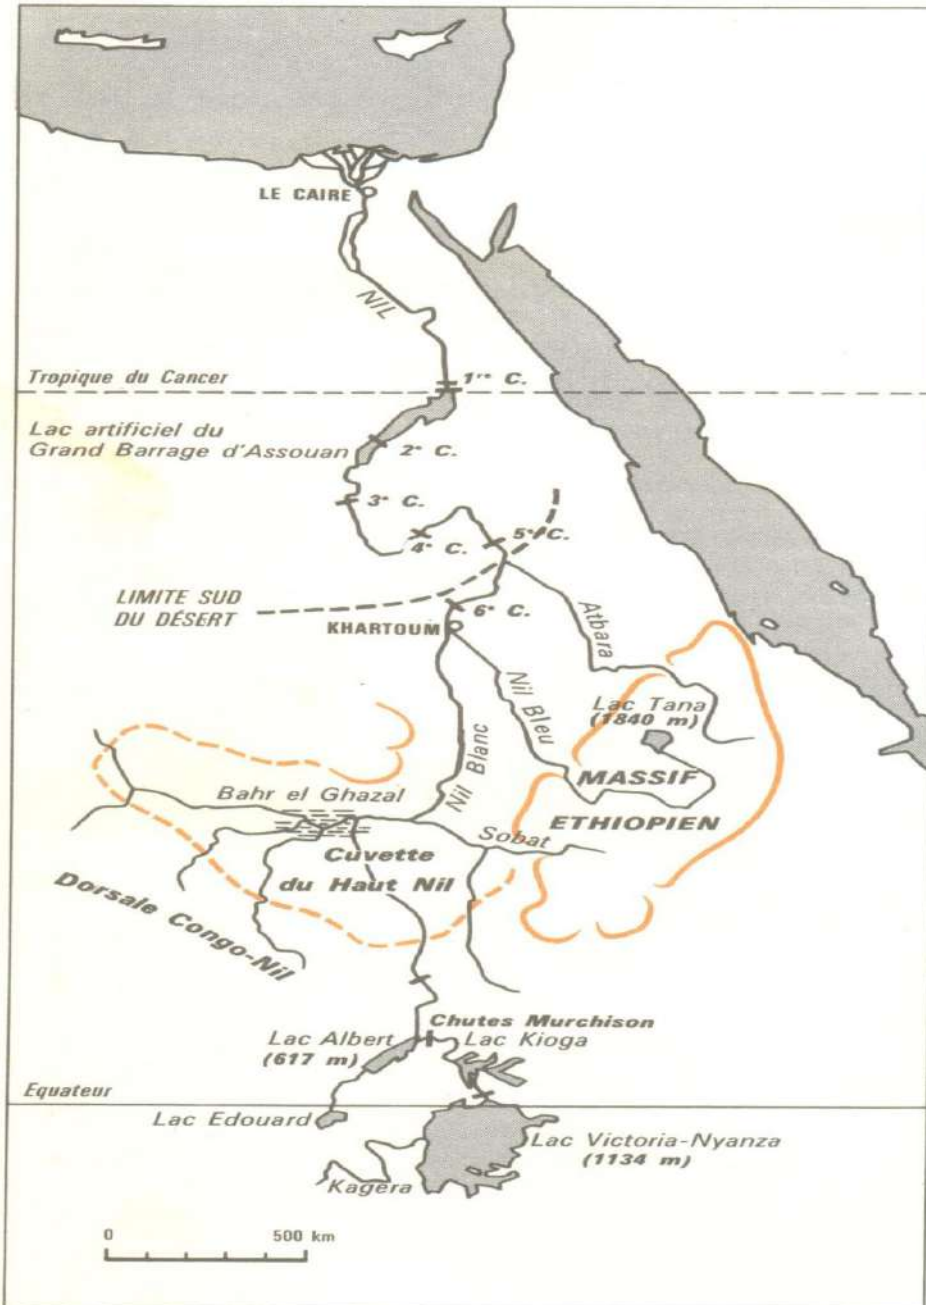 LE CAIRE
NIL
Tropique du Cancer
1re C.
Lac artificiel du
Grand Barrage d'Assouan
2e C.
3e C.
4e C.
5e C.
LIMITE SUD
DU DÉSERT
6e C.
KHARTOUM
Atbara
Nil Bleu
Nil Blanc
Lac Tana
(1840 m)
MASSIF
ETHIOPIEN
Bahr el Ghazal
Sobat
Cuvette
du Haut Nil
Dorsale Congo-Nil
Chutes Murchison
Lac Albert
(617 m)
Lac Kioga
Equateur
Lac Edouard
Lac Victoria-Nyanza
(1134 m)
Kagera
0 500 km